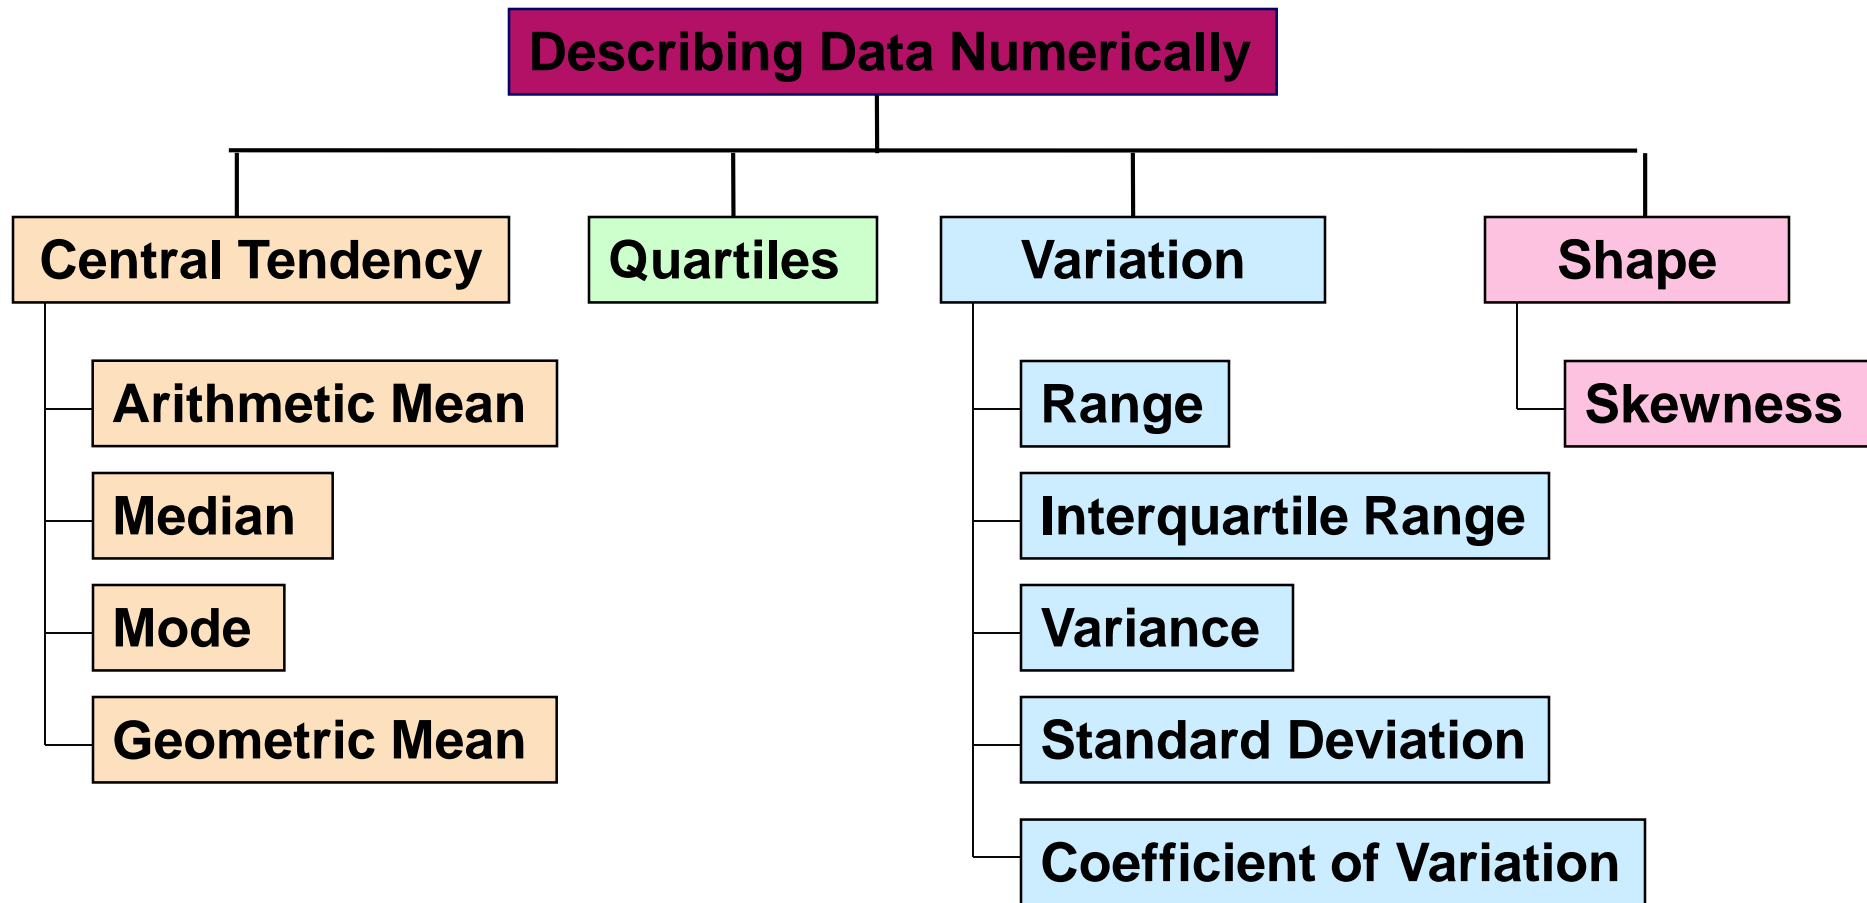 Describing Data Numerically
Central Tendency
Quartiles
Variation
Shape
Arithmetic Mean
Median
Mode
Geometric Mean
Range
Interquartile Range
Variance
Standard Deviation
Coefficient of Variation
Skewness